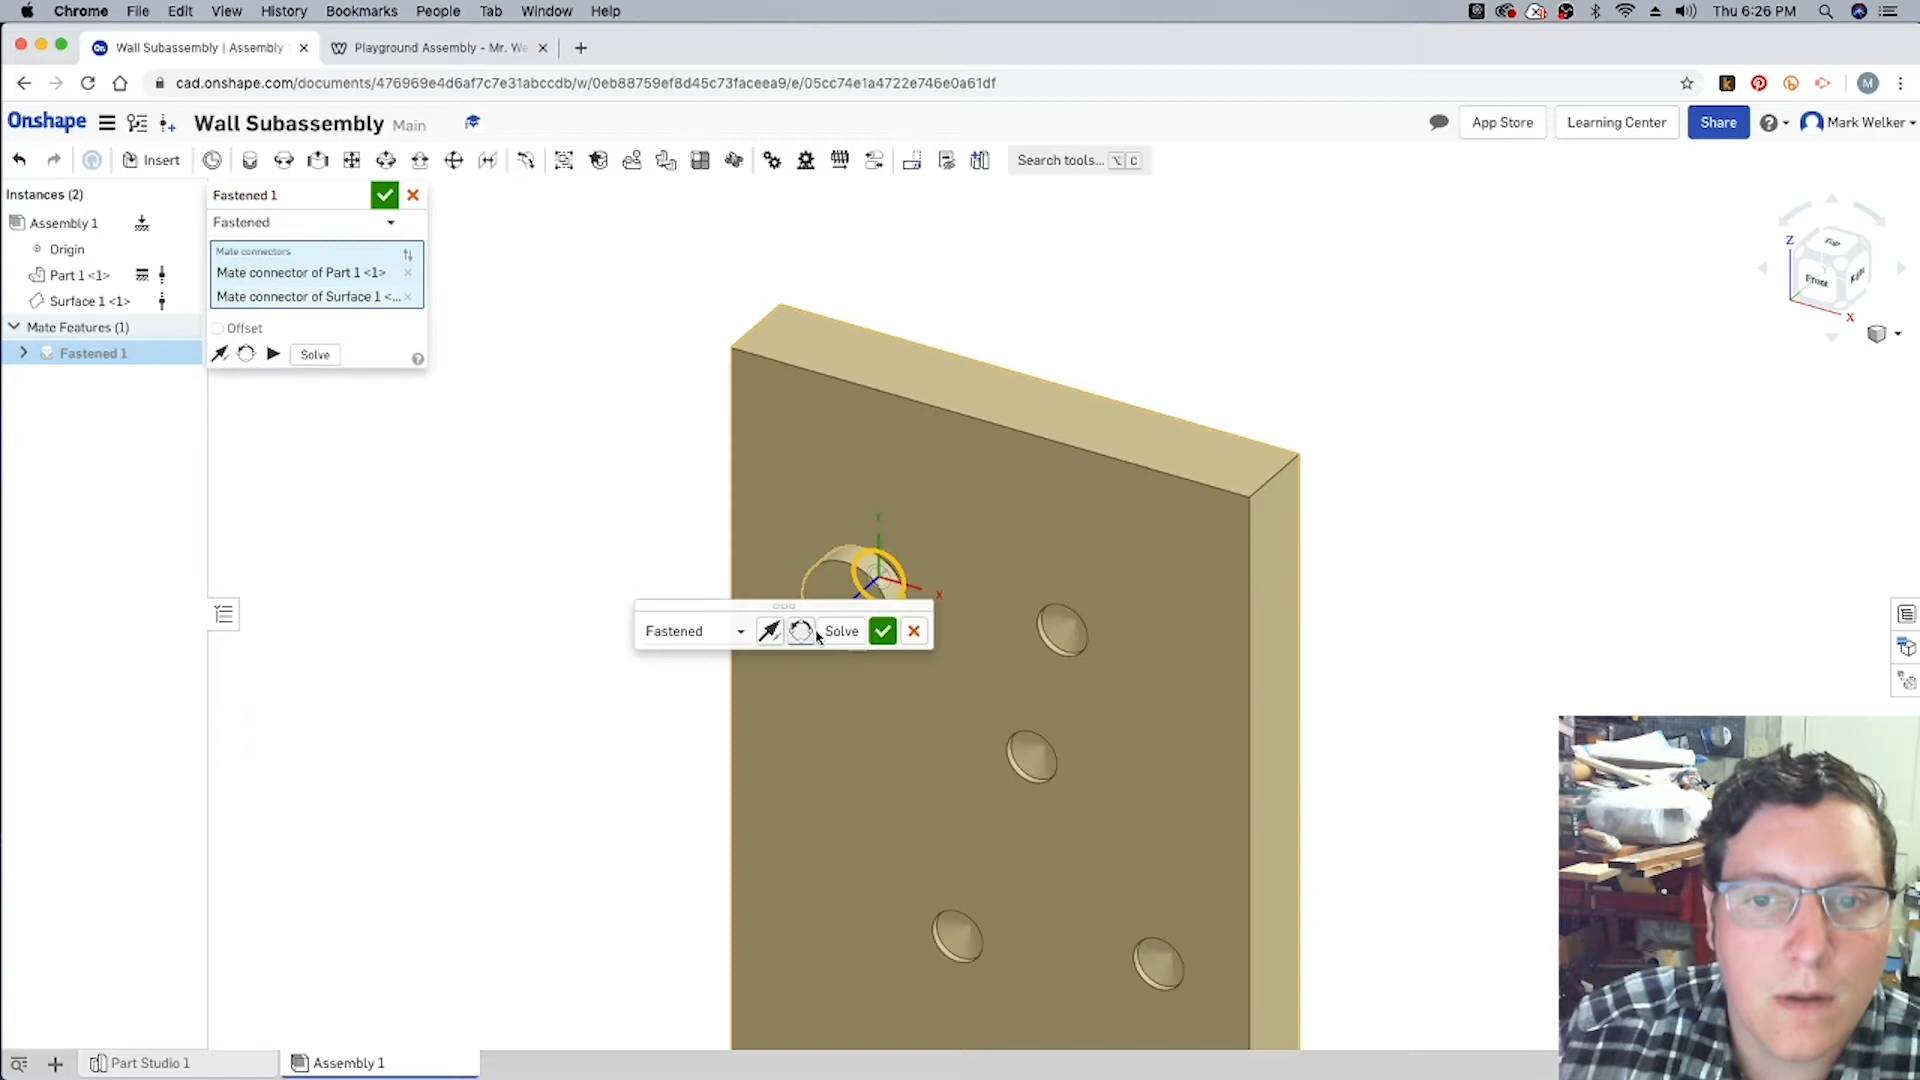 Chrome File Edit View History Bookmarks People Tab Window Help Thu 6:26 PM
Wall Subassembly | Assembly Playground Assembly - Mr. We
cad.onshape.com/documents/476969e4d6af7c7e31abccdb/w/0eb88759ef8d45c73faceea9/e/05cc74e1a4722e746e0a61df M
Onshape Wall Subassembly Main App Store Learning Center Share Mark Welker
Insert Search tools... ⌥ C
Instances (2)
Assembly 1
Origin
Part 1 <1>
Surface 1 <1>
Mate Features (1)
Fastened 1
Fastened 1
Fastened
Mate connectors
Mate connector of Part 1 <1>
Mate connector of Surface 1 <...
Offset
Solve
Z
Top
Front
Right
X
Y
X
Fastened Solve
Part Studio 1 Assembly 1